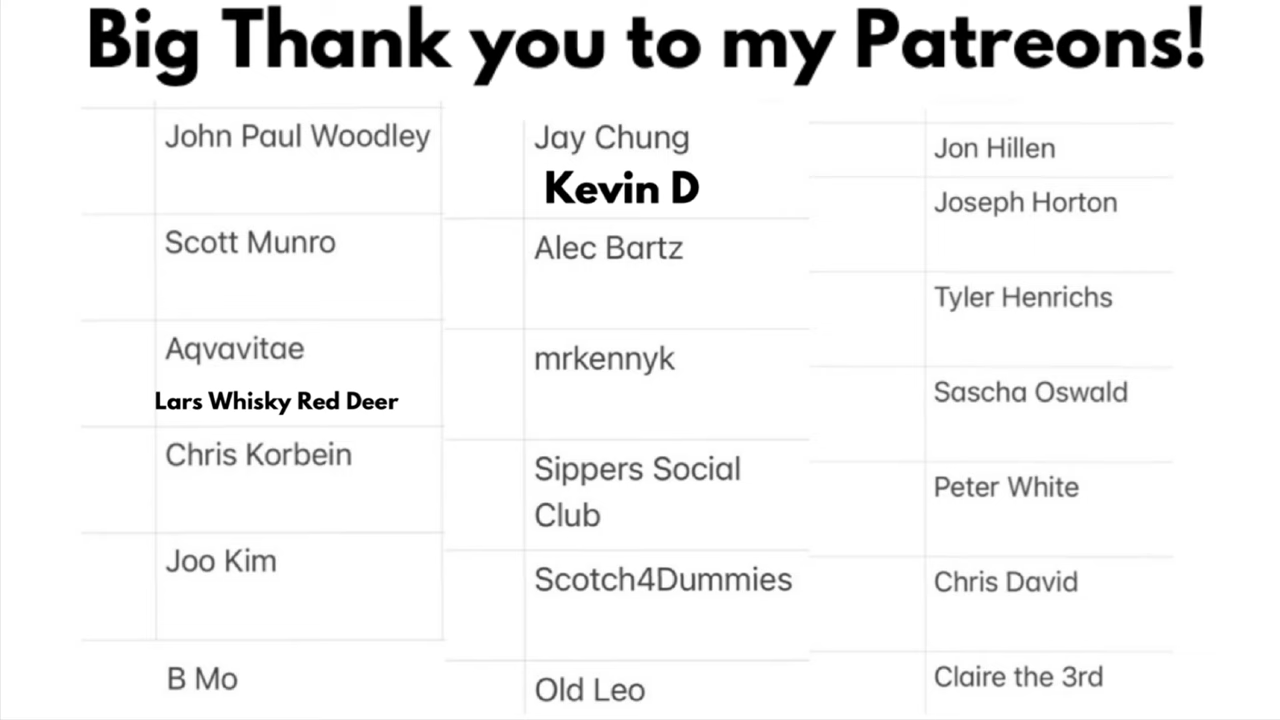 Big Thank you to my Patreons!
John Paul Woodley
Scott Munro
Aqvavitae
Lars Whisky Red Deer
Chris Korbein
Joo Kim
B Mo
Jay Chung
Kevin D
Alec Bartz
mrkennyk
Sippers Social
Club
Scotch4Dummies
Old Leo
Jon Hillen
Joseph Horton
Tyler Henrichs
Sascha Oswald
Peter White
Chris David
Claire the 3rd